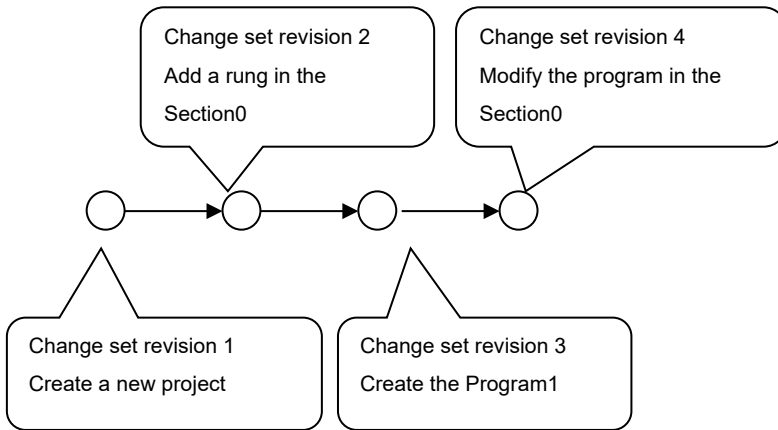 Change set revision 2
Add a rung in the
Section0
Change set revision 4
Modify the program in the
Section0
Change set revision 1
Create a new project
Change set revision 3
Create the Program1